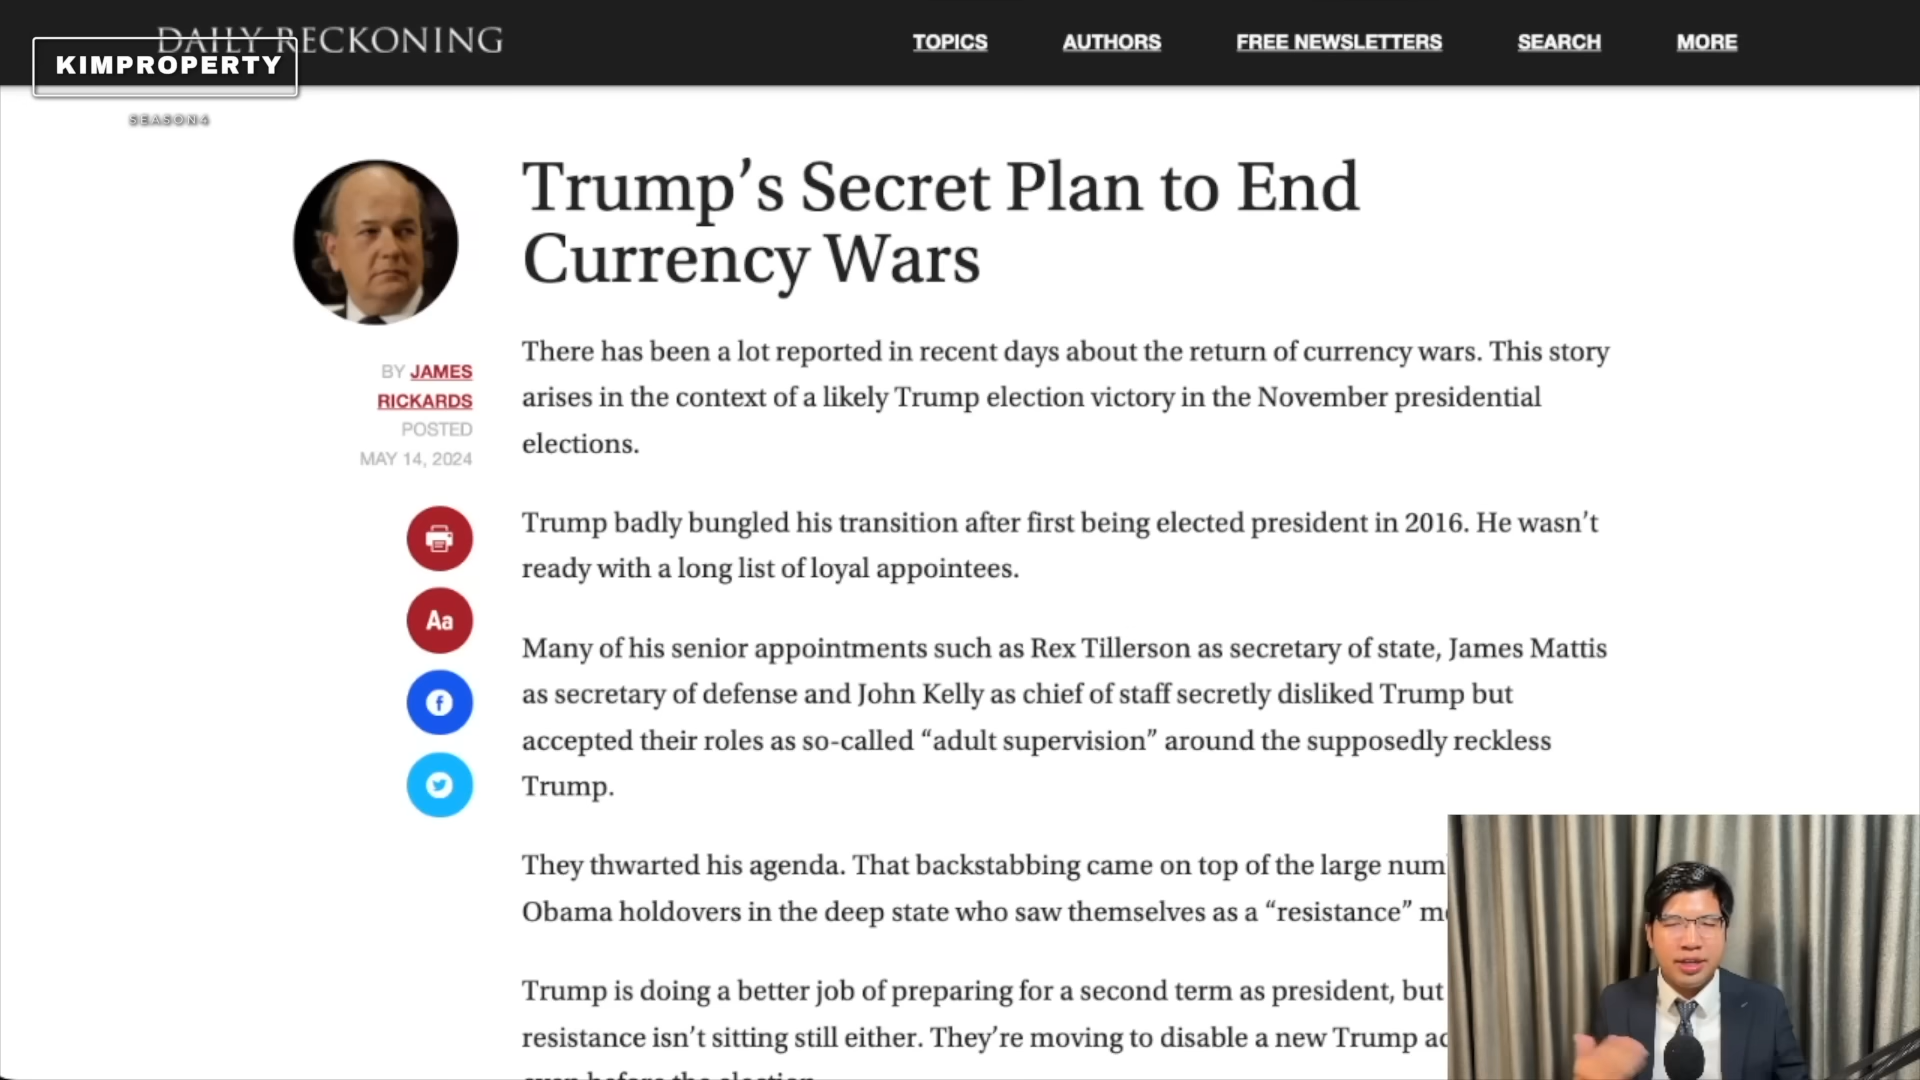 DAILY RECKONING
KIMPROPERTY
SEASON4
TOPICS
AUTHORS
FREE NEWSLETTERS
SEARCH
MORE
Trump’s Secret Plan to End
Currency Wars
BY JAMES
RICKARDS
POSTED
MAY 14, 2024
Aa
There has been a lot reported in recent days about the return of currency wars. This story
arises in the context of a likely Trump election victory in the November presidential
elections.
Trump badly bungled his transition after first being elected president in 2016. He wasn’t
ready with a long list of loyal appointees.
Many of his senior appointments such as Rex Tillerson as secretary of state, James Mattis
as secretary of defense and John Kelly as chief of staff secretly disliked Trump but
accepted their roles as so-called “adult supervision” around the supposedly reckless
Trump.
They thwarted his agenda. That backstabbing came on top of the large
Obama holdovers in the deep state who saw themselves as a “resistance”
Trump is doing a better job of preparing for a second term as president, but
resistance isn’t sitting still either. They’re moving to disable a new Trump